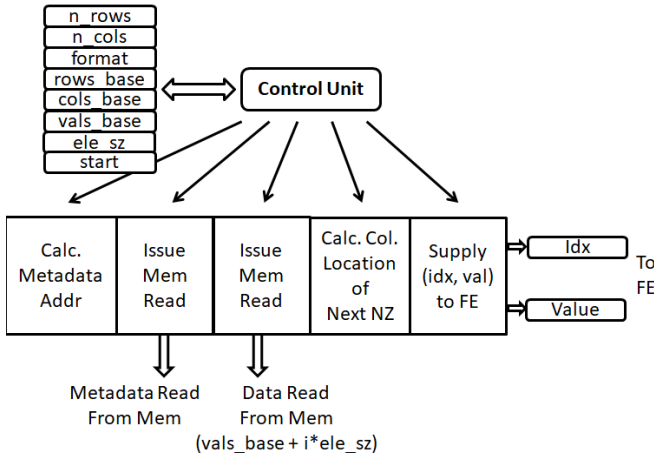 n_rows
n_cols
format
rows_base
cols_base
vals_base
ele_sz
start
Control Unit
Calc.
Metadata
Addr
Issue
Mem
Read
Issue
Mem
Read
Calc. Col.
Location
of
Next NZ
Supply
(idx, val)
to FE
Idx
Value
To
FE
Metadata Read
From Mem
Data Read
From Mem
(vals_base + i*ele_sz)